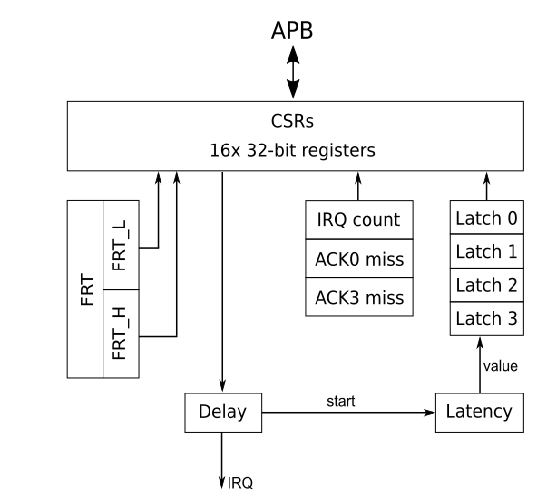 APB
CSRs
16x 32-bit registers
FRT
FRT_L
FRT_H
IRQ count
ACK0 miss
ACK3 miss
Latch 0
Latch 1
Latch 2
Latch 3
value
Delay
start
Latency
IRQ